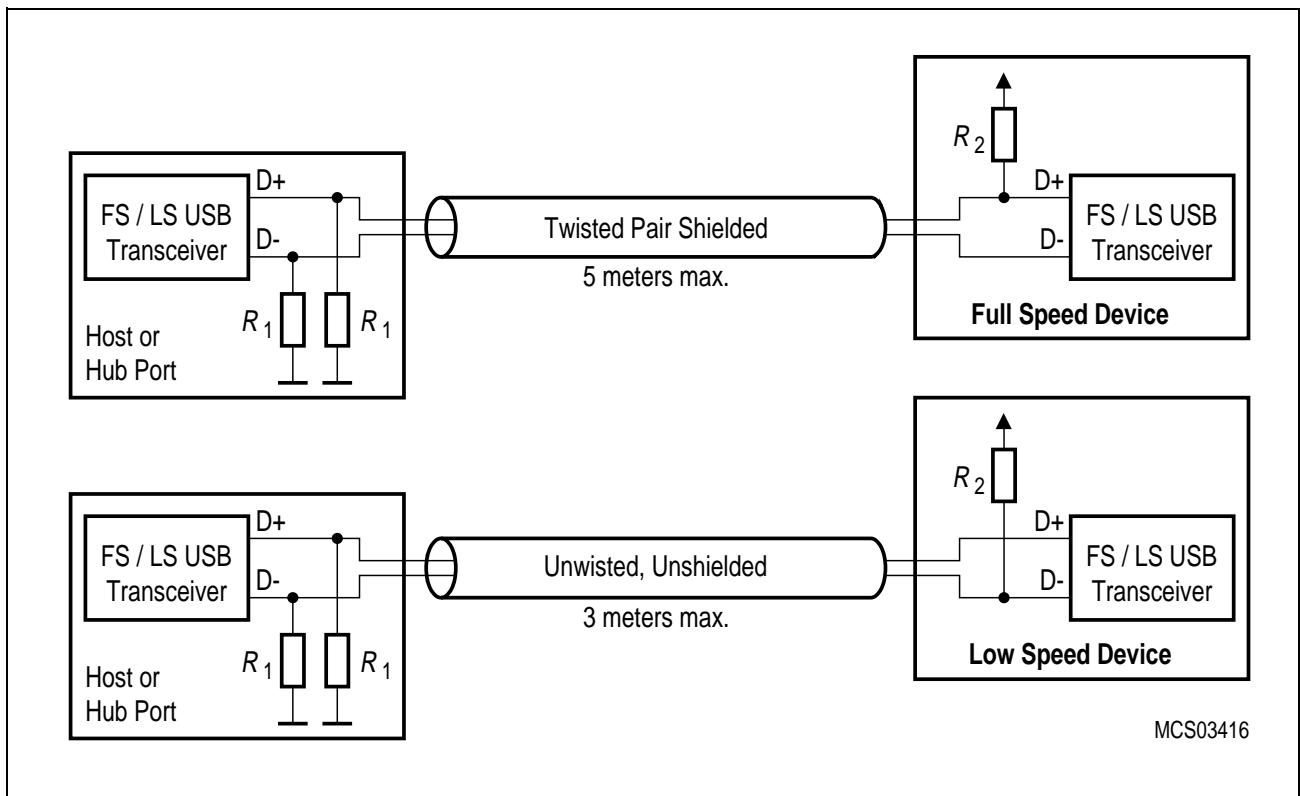 D+
FS / LS USB
Transceiver
D-
R1
R1
Host or
Hub Port
Twisted Pair Shielded
5 meters max.
R2
D+
FS / LS USB
Transceiver
D-
Full Speed Device
D+
FS / LS USB
Transceiver
D-
R1
R1
Host or
Hub Port
Unwisted, Unshielded
3 meters max.
R2
D+
FS / LS USB
Transceiver
D-
Low Speed Device
MCS03416